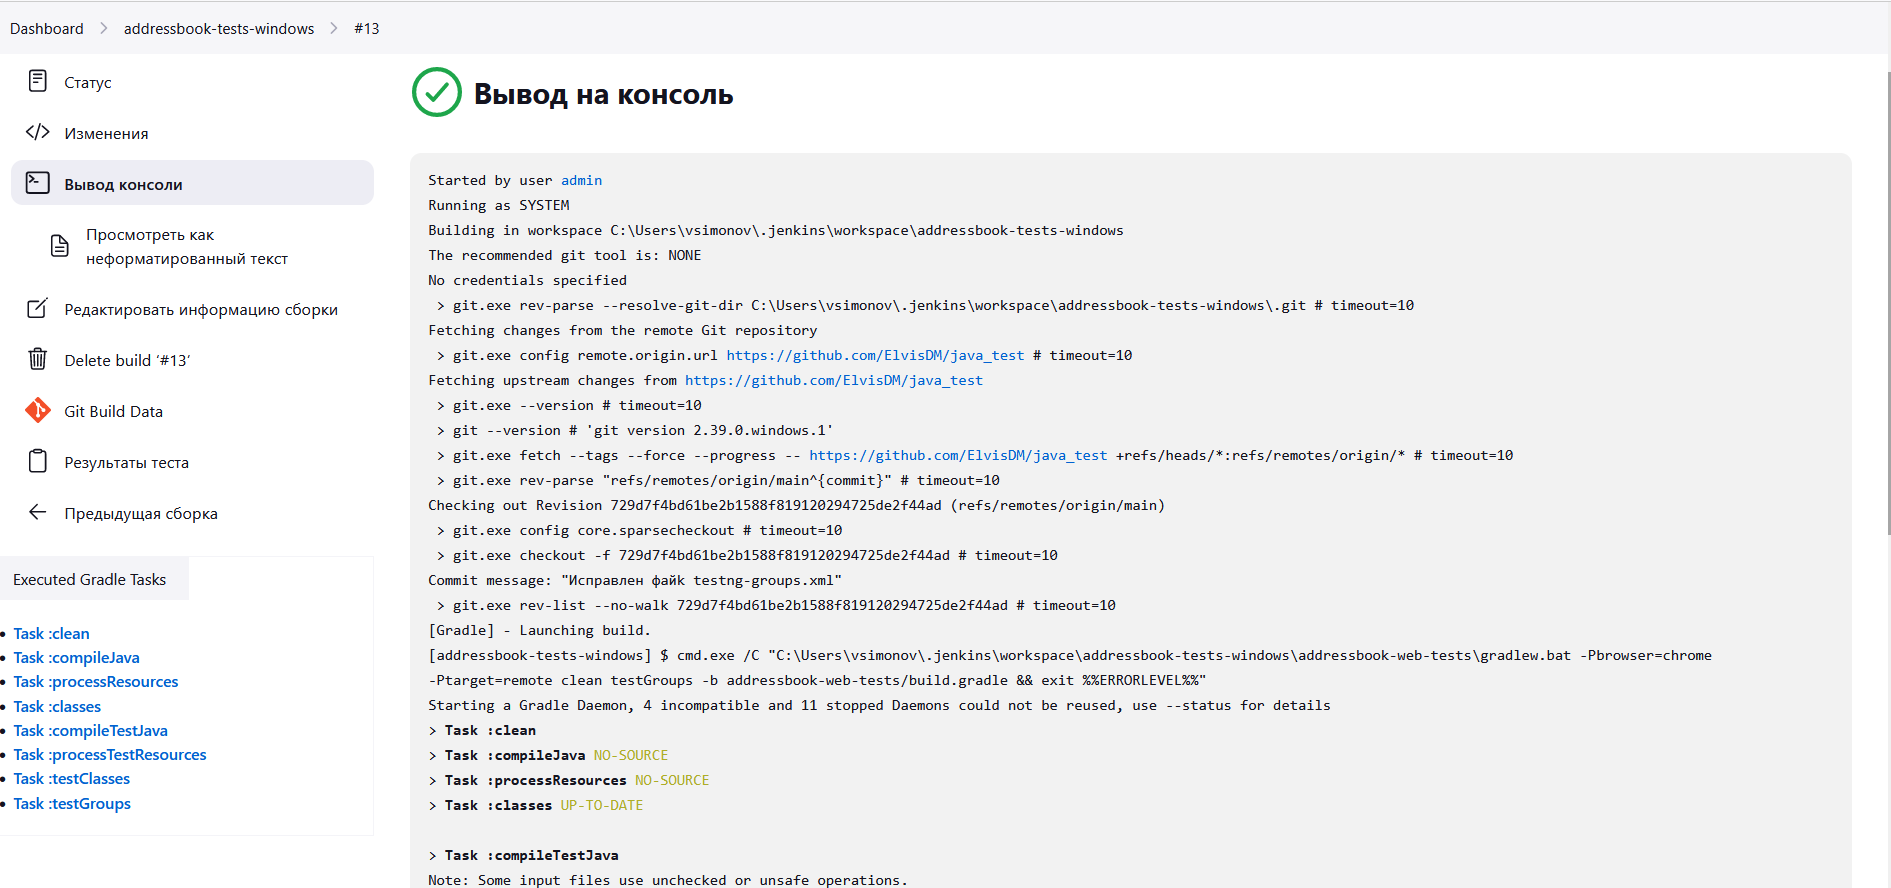 Dashboard > addressbook-tests-windows > #13
Статус
Изменения
Вывод консоли
Просмотреть как
неформатированный текст
Редактировать информацию сборки
Delete build ‘#13’
Git Build Data
Результаты теста
Предыдущая сборка
Executed Gradle Tasks
Task :clean
Task :compileJava
Task :processResources
Task :classes
Task :compileTestJava
Task :processTestResources
Task :testClasses
Task :testGroups
Вывод на консоль
Started by user admin
Running as SYSTEM
Building in workspace C:\Users\vsimonov\.jenkins\workspace\addressbook-tests-windows
The recommended git tool is: NONE
No credentials specified
> git.exe rev-parse --resolve-git-dir C:\Users\vsimonov\.jenkins\workspace\addressbook-tests-windows\.git # timeout=10
Fetching changes from the remote Git repository
> git.exe config remote.origin.url https://github.com/ElvisDM/java_test # timeout=10
Fetching upstream changes from https://github.com/ElvisDM/java_test
> git.exe --version # timeout=10
> git --version # 'git version 2.39.0.windows.1'
> git.exe fetch --tags --force --progress -- https://github.com/ElvisDM/java_test +refs/heads/*:refs/remotes/origin/* # timeout=10
> git.exe rev-parse "refs/remotes/origin/main^{commit}" # timeout=10
Checking out Revision 729d7f4bd61be2b1588f819120294725de2f44ad (refs/remotes/origin/main)
> git.exe config core.sparsecheckout # timeout=10
> git.exe checkout -f 729d7f4bd61be2b1588f819120294725de2f44ad # timeout=10
Commit message: "Исправлен файк testng-groups.xml"
> git.exe rev-list --no-walk 729d7f4bd61be2b1588f819120294725de2f44ad # timeout=10
[Gradle] - Launching build.
[addressbook-tests-windows] $ cmd.exe /C "C:\Users\vsimonov\.jenkins\workspace\addressbook-tests-windows\addressbook-web-tests\gradlew.bat -Pbrowser=chrome
-Ptarget=remote clean testGroups -b addressbook-web-tests/build.gradle && exit %%ERRORLEVEL%%"
Starting a Gradle Daemon, 4 incompatible and 11 stopped Daemons could not be reused, use --status for details
> Task :clean
> Task :compileJava NO-SOURCE
> Task :processResources NO-SOURCE
> Task :classes UP-TO-DATE
> Task :compileTestJava
Note: Some input files use unchecked or unsafe operations.